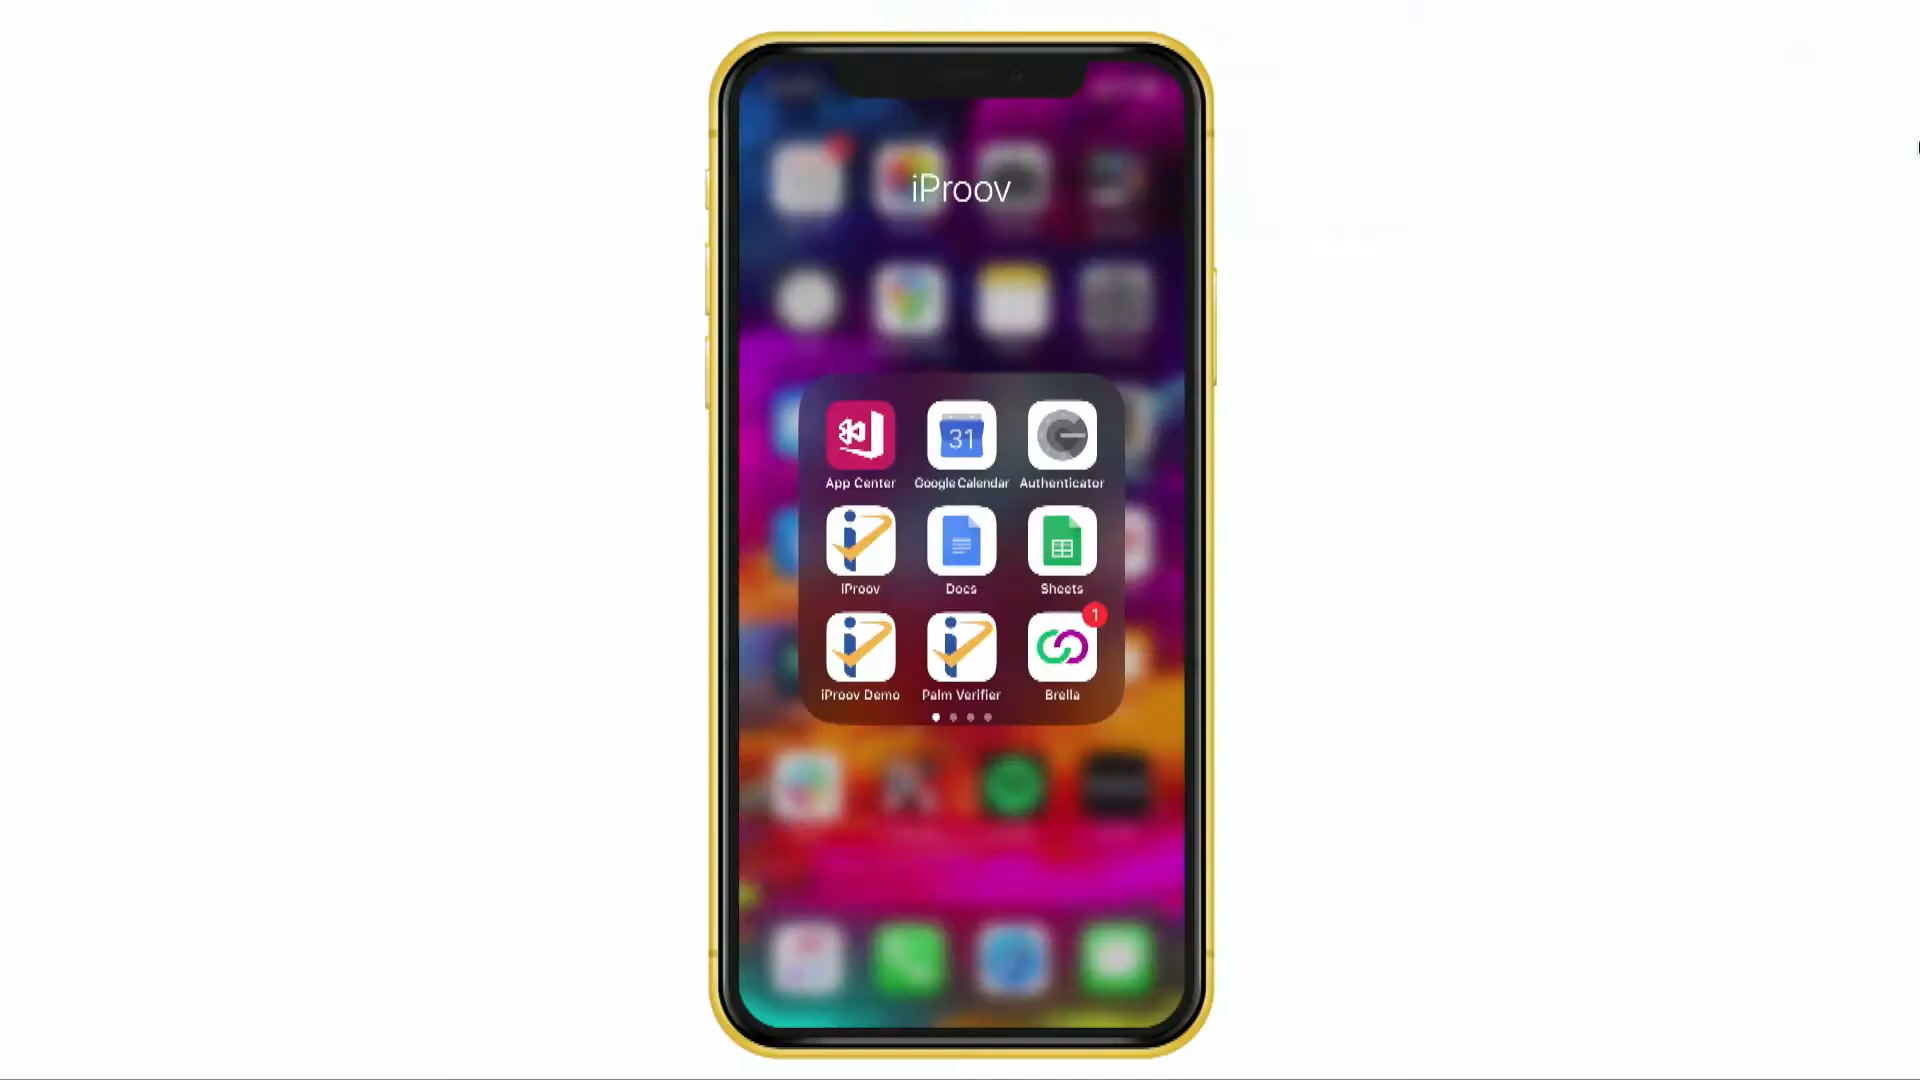 iProov
31
App Center
Google Calendar
Authenticator
iProov
Docs
Sheets
1
iProov Demo
Palm Verifier
Brella